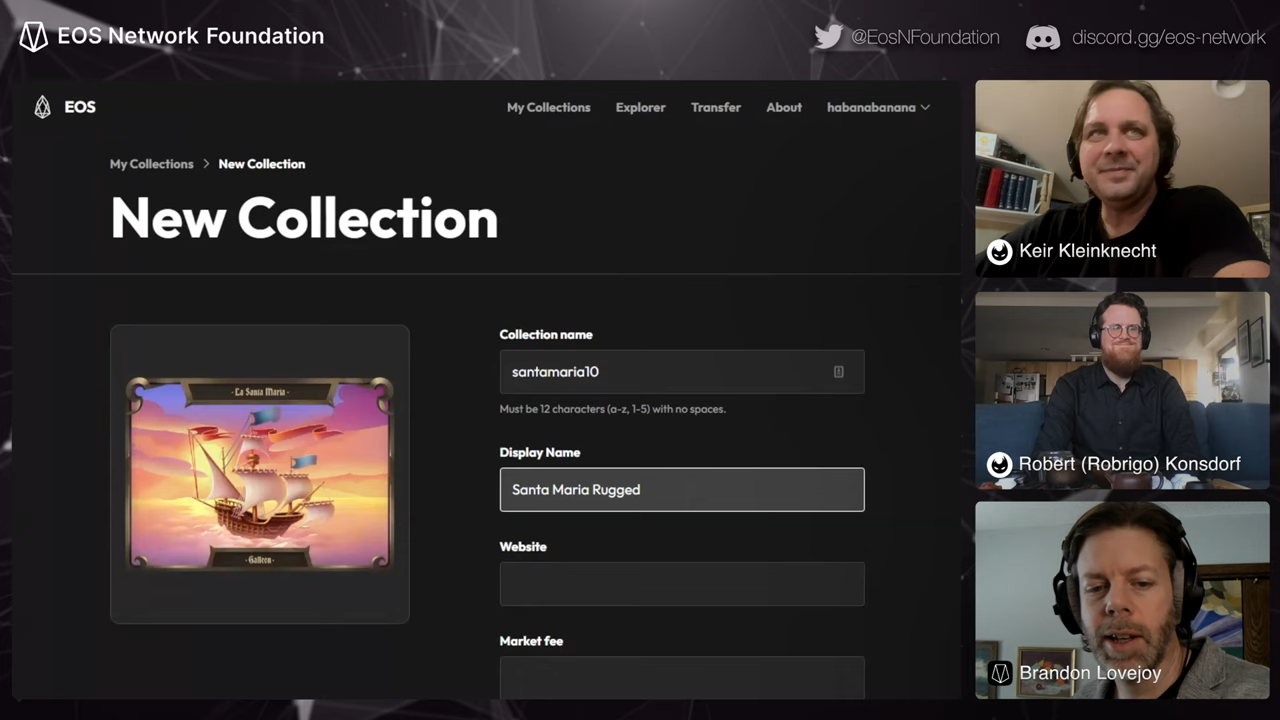 EOS Network Foundation
@EosNFoundation
discord.gg/eos-network
EOS
My Collections
Explorer
Transfer
About
habanabanana
My Collections > New Collection
New Collection
- La Santa Maria -
- Galleon -
Collection name
santamaria10
Must be 12 characters (a-z, 1-5) with no spaces.
Display Name
Santa Maria Rugged
Website
Market fee
Keir Kleinknecht
Robert (Robrigo) Konsdorf
Brandon Lovejoy